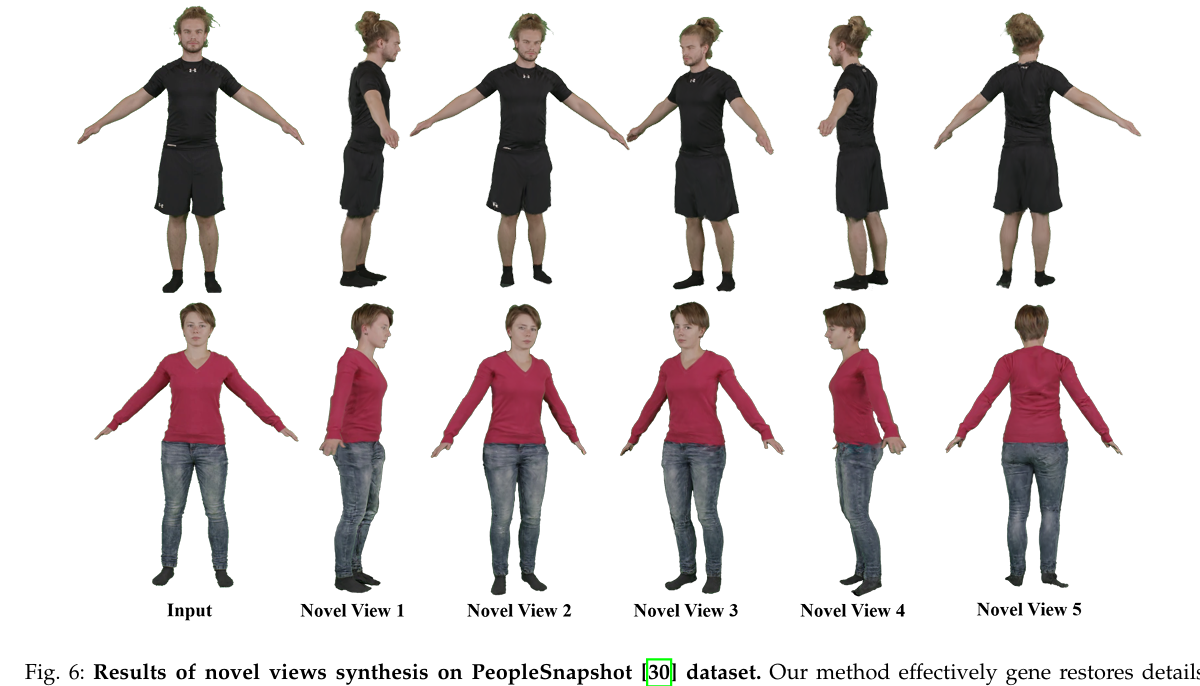 Input Novel View 1 Novel View 2 Novel View 3 Novel View 4 Novel View 5
Fig. 6: Results of novel views synthesis on PeopleSnapshot [30] dataset. Our method effectively gene restores details